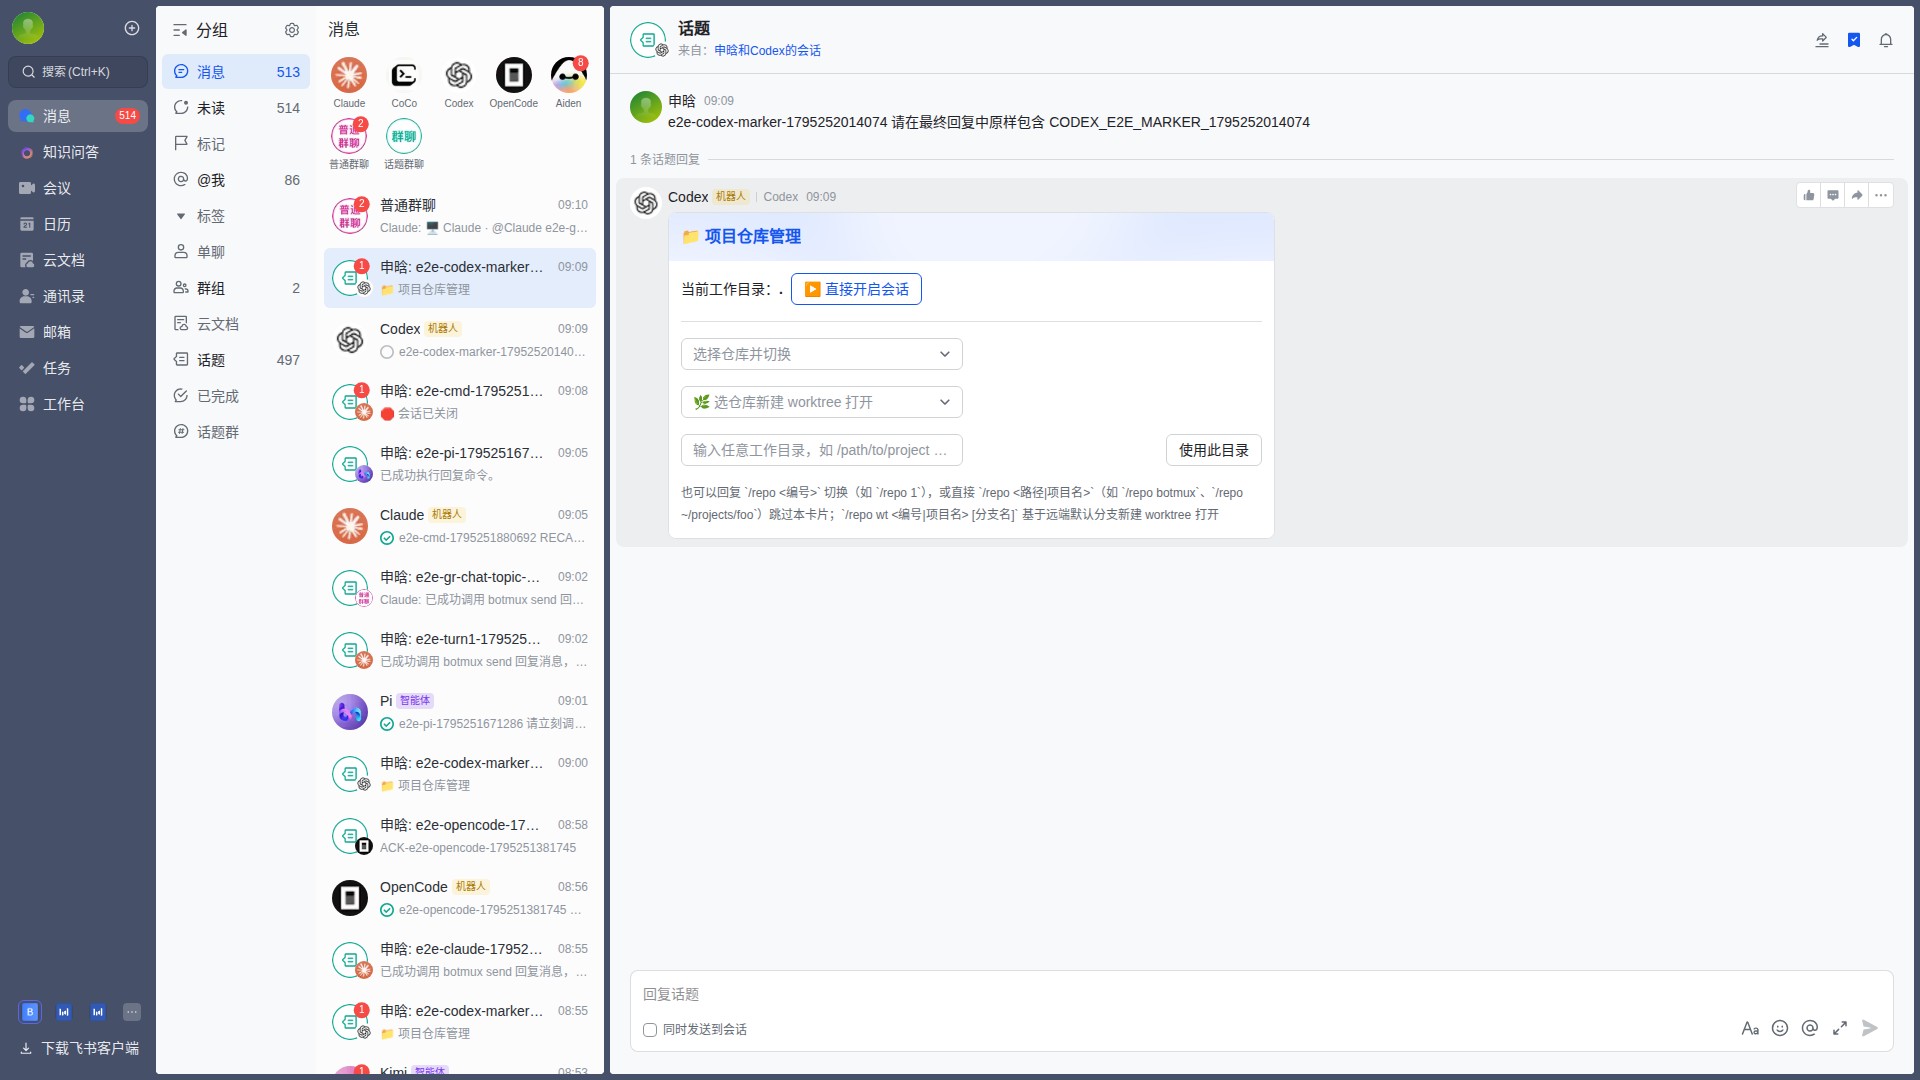 搜索 (Ctrl+K)
消息
514
知识问答
会议
日历
云文档
通讯录
邮箱
任务
工作台
下载飞书客户端
分组
消息 513
未读 514
标记
@我 86
标签
单聊
群组 2
云文档
话题 497
已完成
话题群
消息
Claude
CoCo
Codex
OpenCode
8
Aiden
2
普通群聊
群聊
话题群聊
2
普通群聊 09:10
Claude: 🖥️ Claude · @Claude e2e-g…
1
申晗: e2e-codex-marker… 09:09
📁 项目仓库管理
Codex 机器人 09:09
e2e-codex-marker-17952520140…
1
申晗: e2e-cmd-1795251… 09:08
🛑 会话已关闭
申晗: e2e-pi-179525167… 09:05
已成功执行回复命令。
Claude 机器人 09:05
e2e-cmd-1795251880692 RECA…
申晗: e2e-gr-chat-topic-… 09:02
Claude: 已成功调用 botmux send 回…
申晗: e2e-turn1-179525… 09:02
已成功调用 botmux send 回复消息，…
Pi 智能体 09:01
e2e-pi-1795251671286 请立刻调…
申晗: e2e-codex-marker… 09:00
📁 项目仓库管理
申晗: e2e-opencode-17… 08:58
ACK-e2e-opencode-1795251381745
OpenCode 机器人 08:56
e2e-opencode-1795251381745 …
申晗: e2e-claude-17952… 08:55
已成功调用 botmux send 回复消息，…
1
申晗: e2e-codex-marker… 08:55
📁 项目仓库管理
1
Kimi 智能体 08:53
话题
来自：申晗和Codex的会话
申晗 09:09
e2e-codex-marker-1795252014074 请在最终回复中原样包含 CODEX_E2E_MARKER_1795252014074
1 条话题回复
Codex 机器人 | Codex 09:09
📁 项目仓库管理
当前工作目录：. ▶️ 直接开启会话
选择仓库并切换
🌿 选仓库新建 worktree 打开
输入任意工作目录，如 /path/to/project …
使用此目录
也可以回复 `/repo <编号>` 切换（如 `/repo 1`），或直接 `/repo <路径|项目名>`（如 `/repo botmux`、`/repo
~/projects/foo`）跳过本卡片；`/repo wt <编号|项目名> [分支名]` 基于远端默认分支新建 worktree 打开
回复话题
同时发送到会话